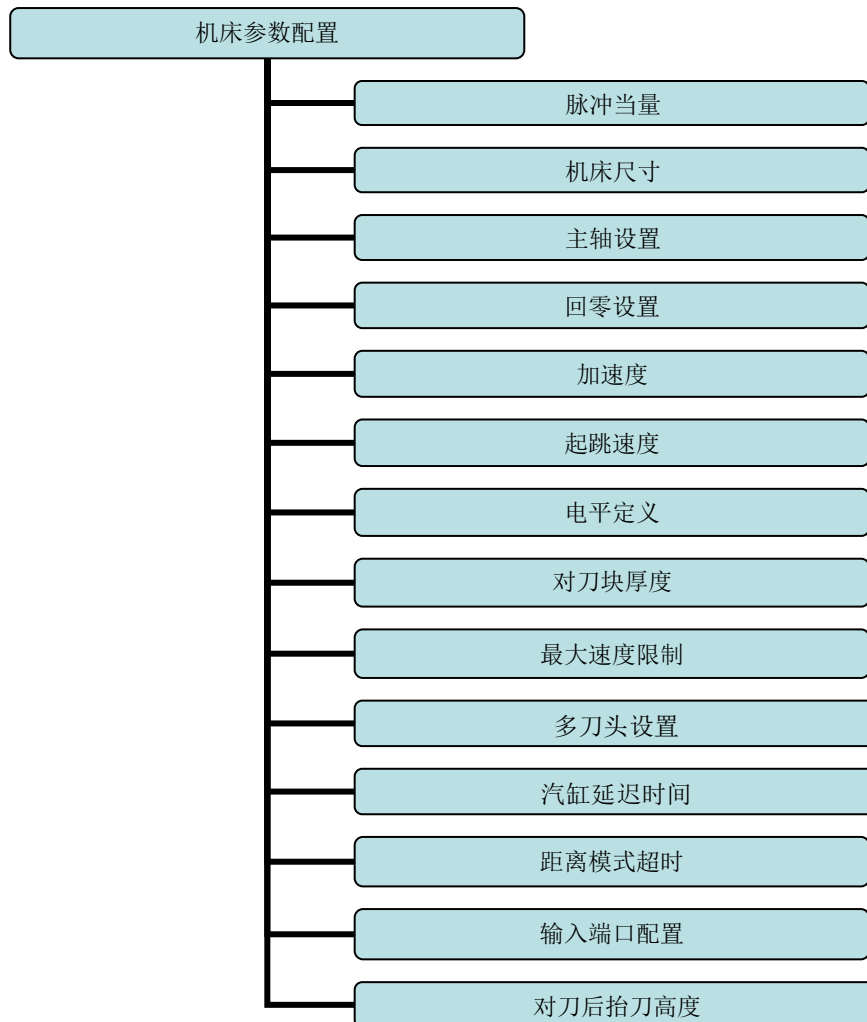 机床参数配置
脉冲当量
机床尺寸
主轴设置
回零设置
加速度
起跳速度
电平定义
对刀块厚度
最大速度限制
多刀头设置
汽缸延迟时间
距离模式超时
输入端口配置
对刀后抬刀高度